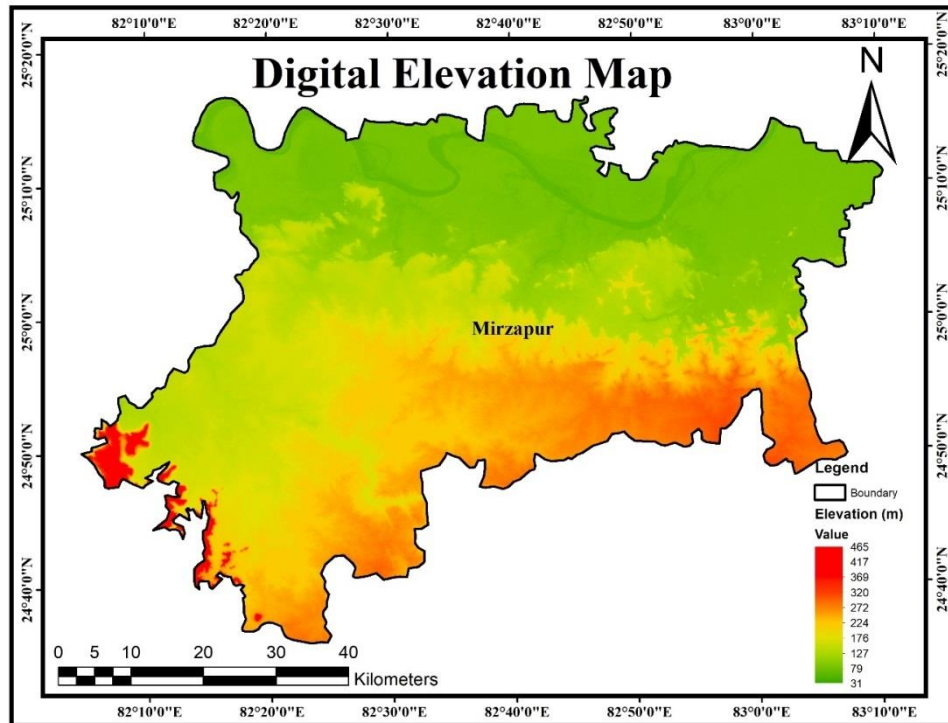 82°10'0"E 82°20'0"E 82°30'0"E 82°40'0"E 82°50'0"E 83°0'0"E 83°10'0"E
Digital Elevation Map
N
25°20'0"N
25°10'0"N
25°0'0"N
24°50'0"N
24°40'0"N
25°20'0"N
25°10'0"N
25°0'0"N
24°50'0"N
24°40'0"N
Mirzapur
Legend
Boundary
Elevation (m)
Value
465
417
369
320
272
224
176
127
79
31
0 5 10 20 30 40
Kilometers
82°10'0"E 82°20'0"E 82°30'0"E 82°40'0"E 82°50'0"E 83°0'0"E 83°10'0"E